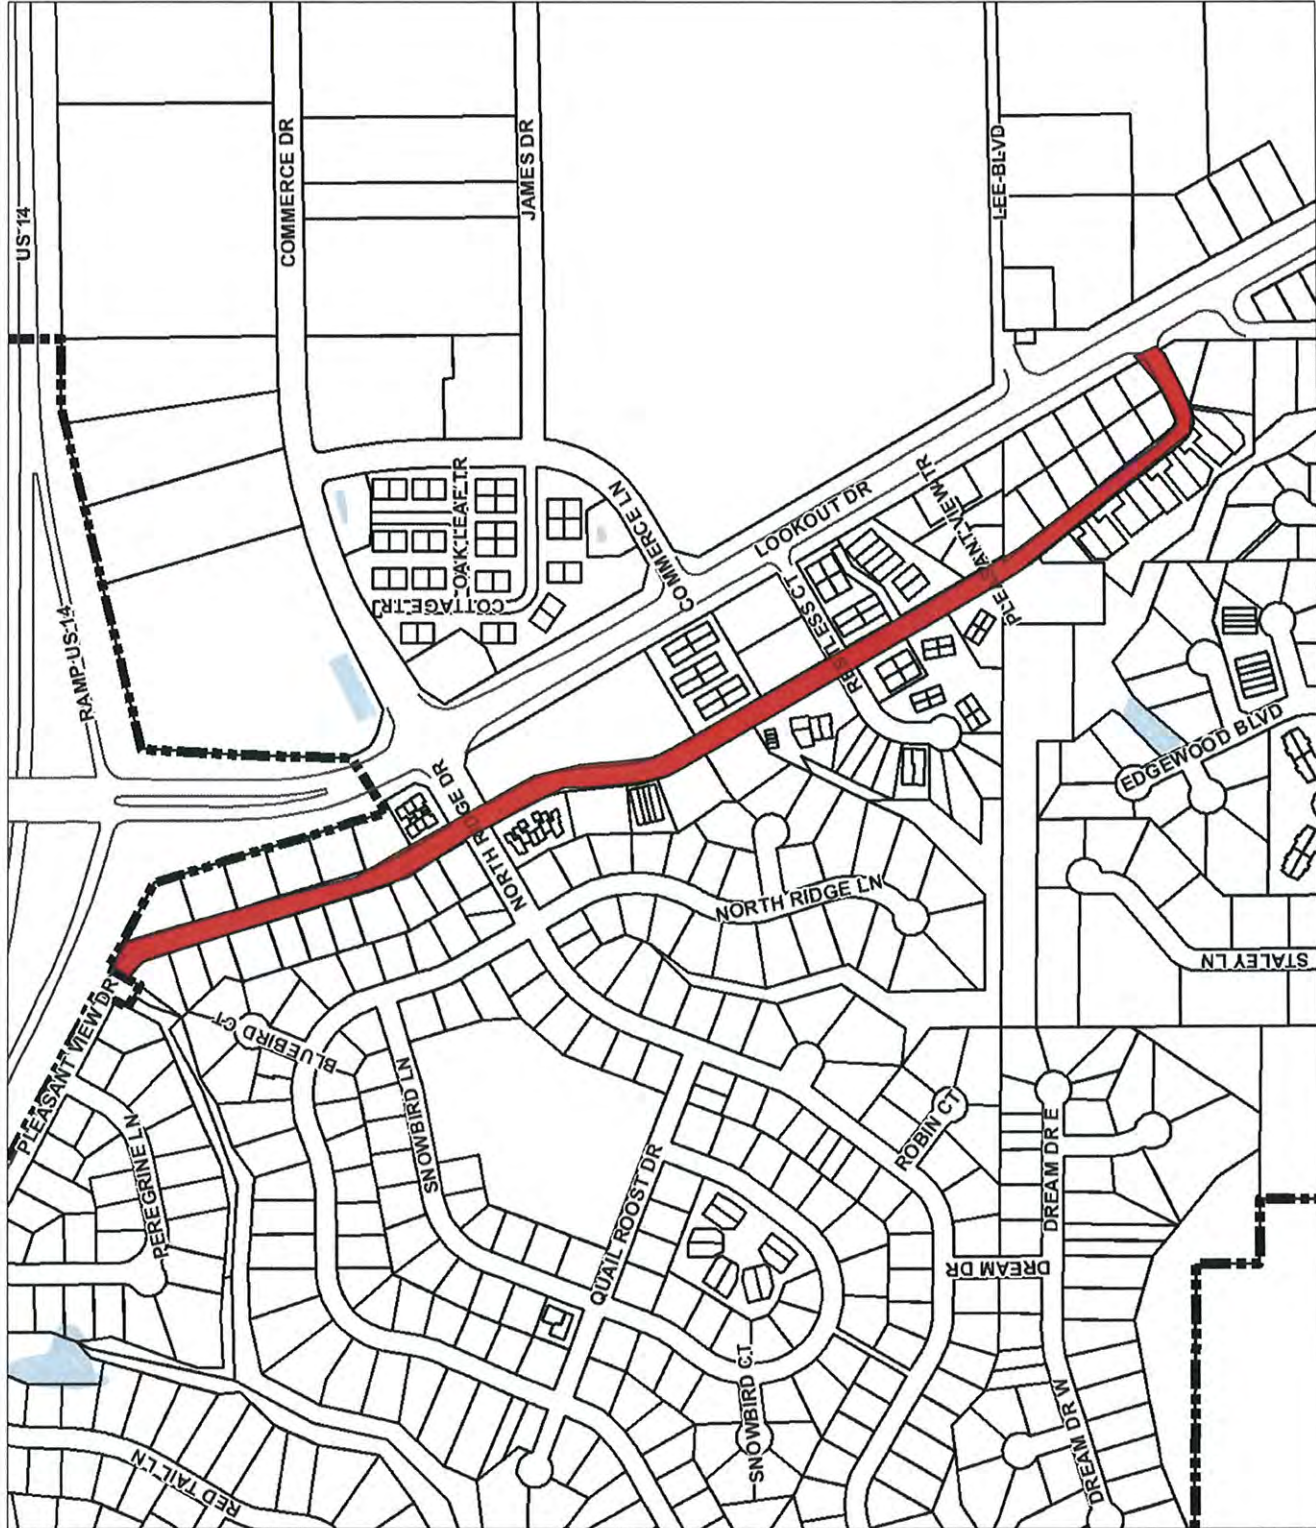 US 14
COMMERCE DR
JAMES DR
LEE BLVD
OAK LEAF TR
COTTAGE TR
COMMERCE LN
COMMERCE LN
LOOKOUT DR
PLEASANT VIEW TR
RESTLESS CT
RAMP US 14
EDGEWOOD BLVD
NORTH RIDGE DR
NORTH
NORTH RIDGE LN
STALEY LN
PLEASANT VIEW DR
BLUEBIRD CT
SNOWBIRD LN
PEREGRINE LN
ROBIN CT
DREAM DR E
QUAIL ROOST DR
DREAM DR
SNOWBIRD CT
DREAM DR W
RED TAIL LN